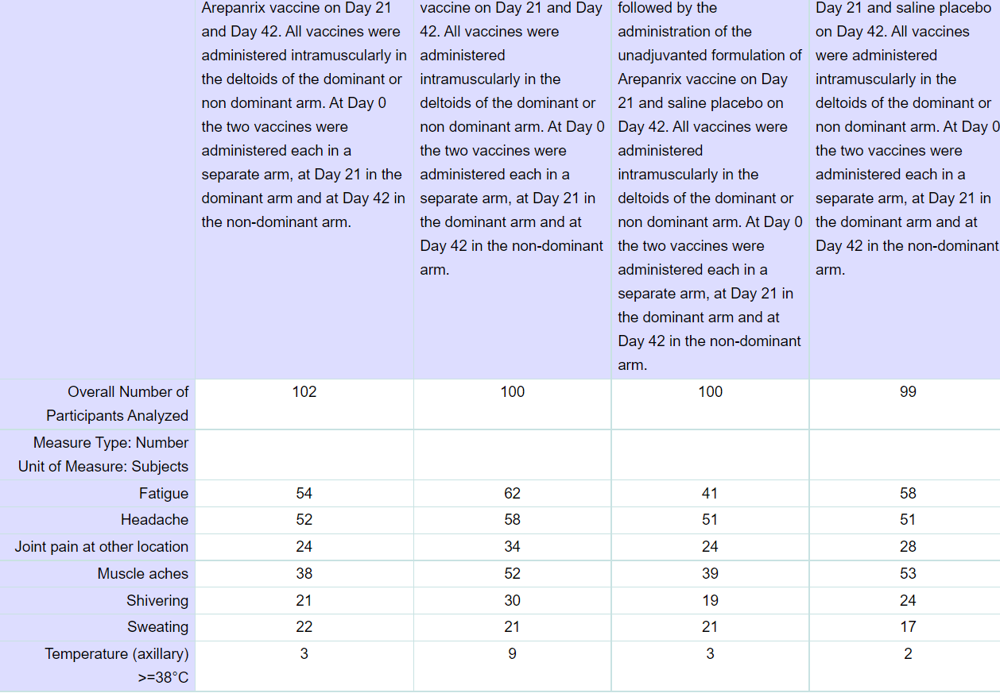 Arepanrix vaccine on Day 21
and Day 42. All vaccines were
administered intramuscularly in
the deltoids of the dominant or
non dominant arm. At Day 0
the two vaccines were
administered each in a
separate arm, at Day 21 in the
dominant arm and at Day 42 in
the non-dominant arm.
vaccine on Day 21 and Day
42. All vaccines were
administered
intramuscularly in the
deltoids of the dominant or
non dominant arm. At Day 0
the two vaccines were
administered each in a
separate arm, at Day 21 in
the dominant arm and at
Day 42 in the non-dominant
arm.
followed by the
administration of the
unadjuvanted formulation of
Arepanrix vaccine on Day
21 and saline placebo on
Day 42. All vaccines were
administered
intramuscularly in the
deltoids of the dominant or
non dominant arm. At Day 0
the two vaccines were
administered each in a
separate arm, at Day 21 in
the dominant arm and at
Day 42 in the non-dominant
arm.
Day 21 and saline placebo
on Day 42. All vaccines
were administered
intramuscularly in the
deltoids of the dominant or
non dominant arm. At Day 0
the two vaccines were
administered each in a
separate arm, at Day 21 in
the dominant arm and at
Day 42 in the non-dominant
arm.
Overall Number of
Participants Analyzed 102 100 100 99
Measure Type: Number
Unit of Measure: Subjects
Fatigue 54 62 41 58
Headache 52 58 51 51
Joint pain at other location 24 34 24 28
Muscle aches 38 52 39 53
Shivering 21 30 19 24
Sweating 22 21 21 17
Temperature (axillary) 3 9 3 2
>=38°C